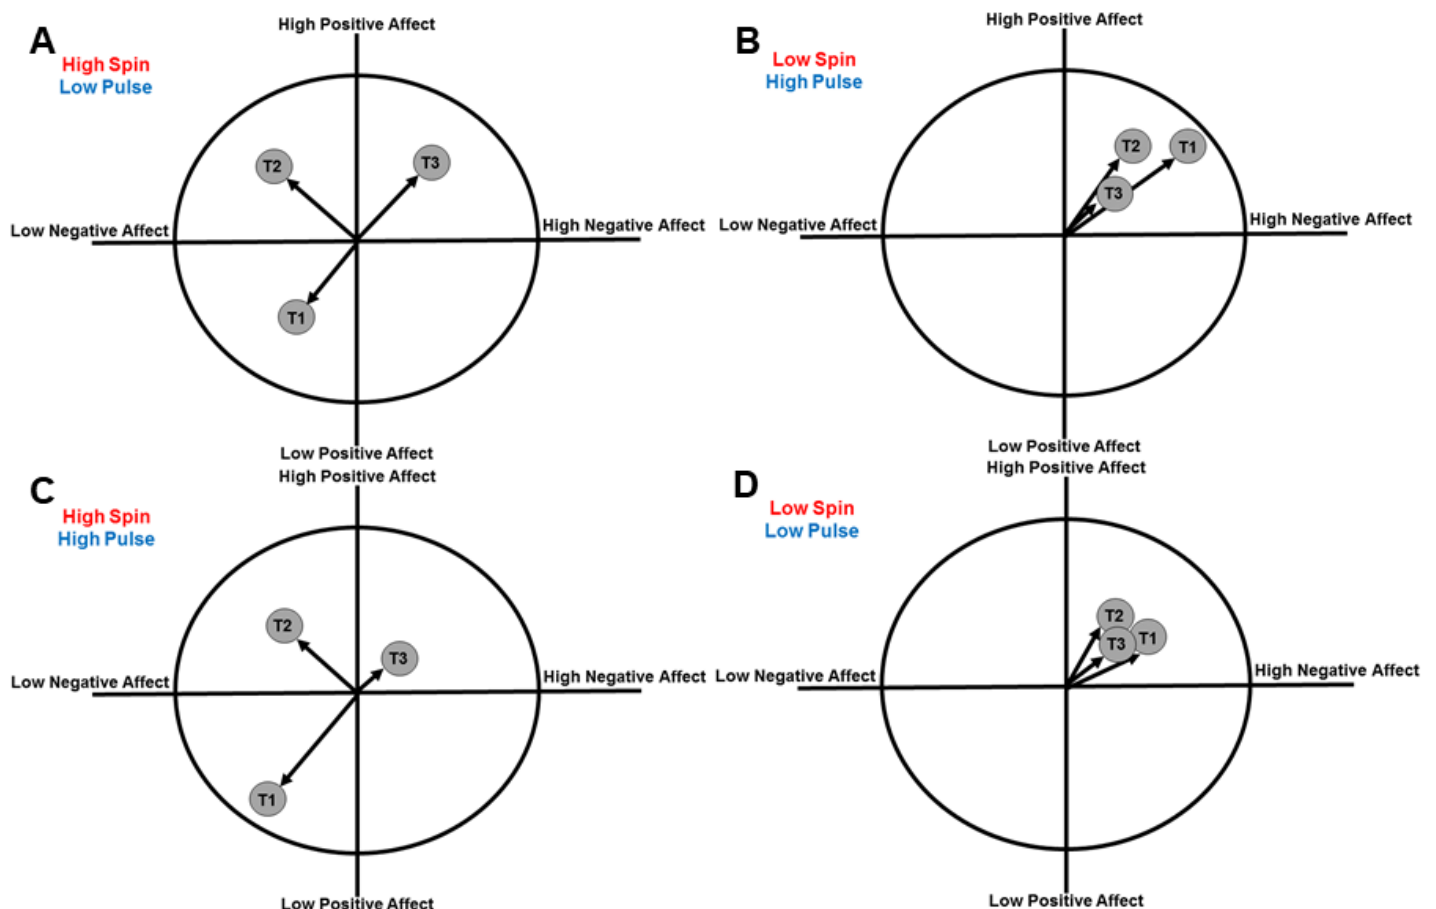 A
High Spin
Low Pulse
High Positive Affect
T2
T3
Low Negative Affect
High Negative Affect
T1
Low Positive Affect
B
Low Spin
High Pulse
High Positive Affect
T2
T1
T3
Low Negative Affect
High Negative Affect
Low Positive Affect
C
High Spin
High Pulse
High Positive Affect
T2
T3
Low Negative Affect
High Negative Affect
T1
Low Positive Affect
D
Low Spin
Low Pulse
High Positive Affect
T2
T3
T1
Low Negative Affect
High Negative Affect
Low Positive Affect